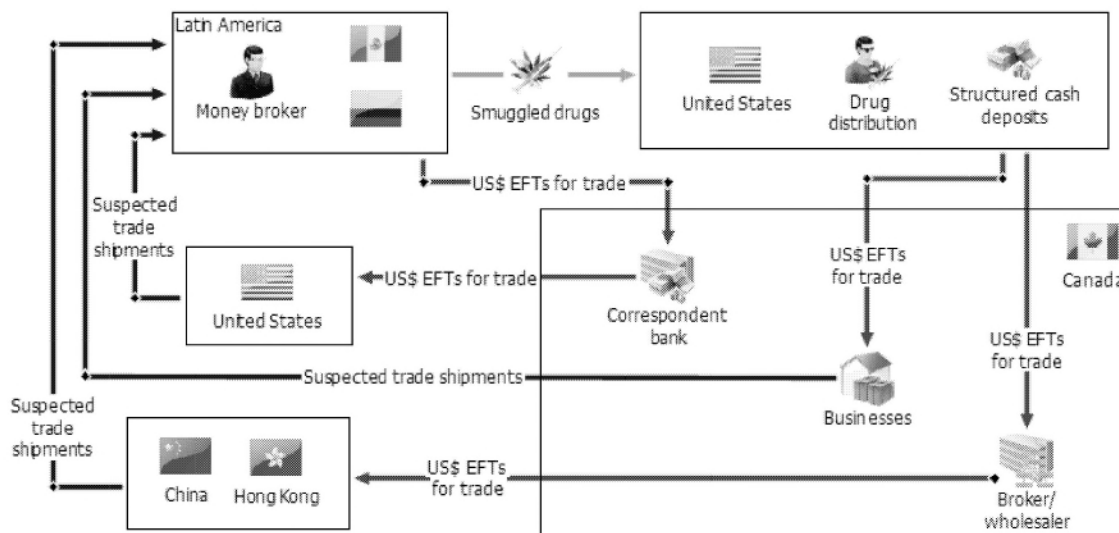 Latin America
Money broker
Smuggled drugs
United States
Drug
distribution
Structured cash
deposits
US$ EFTs for trade
Suspected
trade
shipments
US$ EFTs
for trade
Canada
US$ EFTs for trade
United States
Correspondent
bank
US$ EFTs
for trade
Suspected trade shipments
Businesses
Suspected
trade
shipments
China
Hong Kong
US$ EFTs
for trade
Broker/
wholesaler